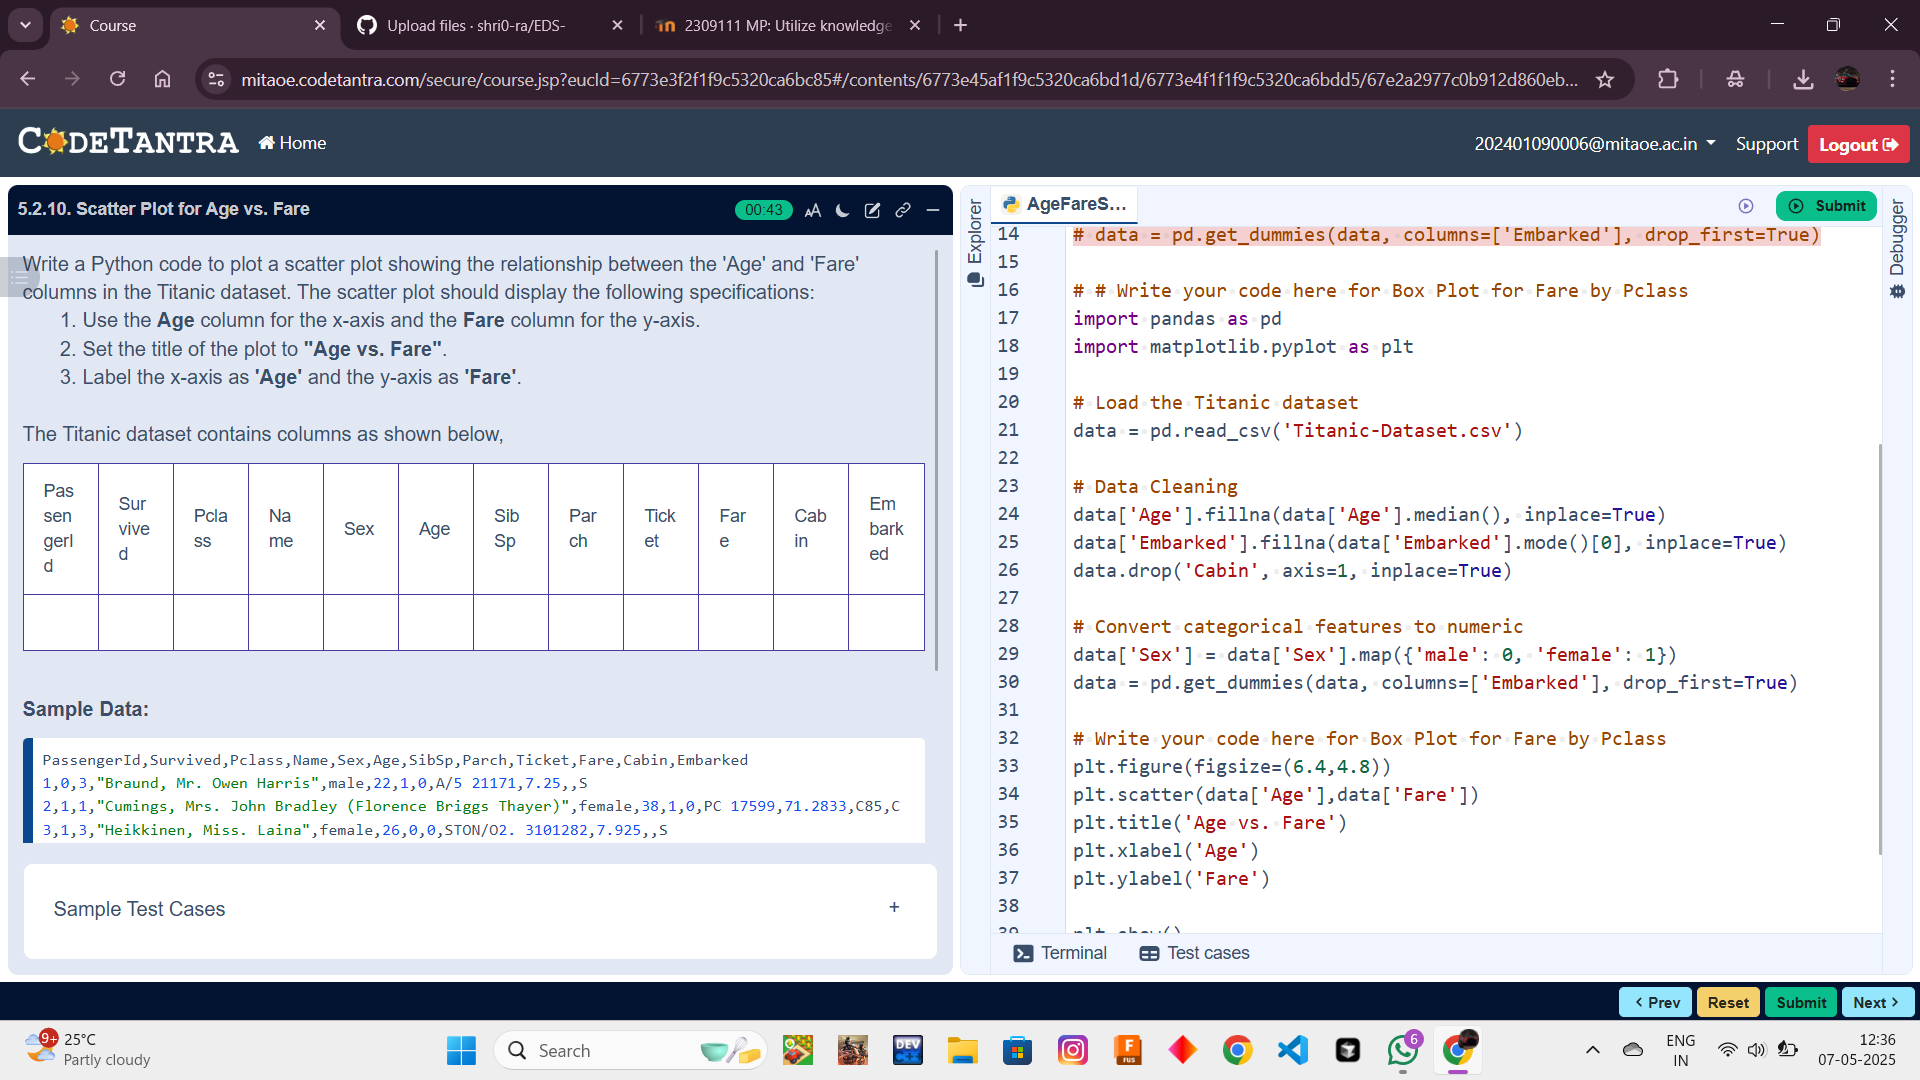 Course
Upload files · shri0-ra/EDS-
2309111 MP: Utilize knowledge
mitaoe.codetantra.com/secure/course.jsp?eucId=6773e3f2f1f9c5320ca6bc85#/contents/6773e45af1f9c5320ca6bd1d/6773e4f1f1f9c5320ca6bdd5/67e2a2977c0b912d860eb...
CODETANTRA
Home
202401090006@mitaoe.ac.in
Support
Logout
5.2.10. Scatter Plot for Age vs. Fare
00:43
AA
Write a Python code to plot a scatter plot showing the relationship between the 'Age' and 'Fare'
columns in the Titanic dataset. The scatter plot should display the following specifications:
1. Use the Age column for the x-axis and the Fare column for the y-axis.
2. Set the title of the plot to "Age vs. Fare".
3. Label the x-axis as 'Age' and the y-axis as 'Fare'.
The Titanic dataset contains columns as shown below,
Pas
sen
gerI
d
Sur
vive
d
Pcla
ss
Na
me
Sex
Age
Sib
Sp
Par
ch
Tick
et
Far
e
Cab
in
Em
bark
ed
Sample Data:
PassengerId,Survived,Pclass,Name,Sex,Age,SibSp,Parch,Ticket,Fare,Cabin,Embarked
1,0,3,"Braund, Mr. Owen Harris",male,22,1,0,A/5 21171,7.25,,S
2,1,1,"Cumings, Mrs. John Bradley (Florence Briggs Thayer)",female,38,1,0,PC 17599,71.2833,C85,C
3,1,3,"Heikkinen, Miss. Laina",female,26,0,0,STON/O2. 3101282,7.925,,S
Sample Test Cases
+
Explorer
AgeFareS...
Submit
Debugger
14 # data = pd.get_dummies(data, columns=['Embarked'], drop_first=True)
15
16 # # Write your code here for Box Plot for Fare by Pclass
17 import pandas as pd
18 import matplotlib.pyplot as plt
19
20 # Load the Titanic dataset
21 data = pd.read_csv('Titanic-Dataset.csv')
22
23 # Data Cleaning
24 data['Age'].fillna(data['Age'].median(), inplace=True)
25 data['Embarked'].fillna(data['Embarked'].mode()[0], inplace=True)
26 data.drop('Cabin', axis=1, inplace=True)
27
28 # Convert categorical features to numeric
29 data['Sex'] = data['Sex'].map({'male': 0, 'female': 1})
30 data = pd.get_dummies(data, columns=['Embarked'], drop_first=True)
31
32 # Write your code here for Box Plot for Fare by Pclass
33 plt.figure(figsize=(6.4,4.8))
34 plt.scatter(data['Age'],data['Fare'])
35 plt.title('Age vs. Fare')
36 plt.xlabel('Age')
37 plt.ylabel('Fare')
38
39 plt.show()
Terminal
Test cases
< Prev
Reset
Submit
Next >
9+
25°C
Partly cloudy
Search
DEV
F
FUS
6
ENG
IN
12:36
07-05-2025